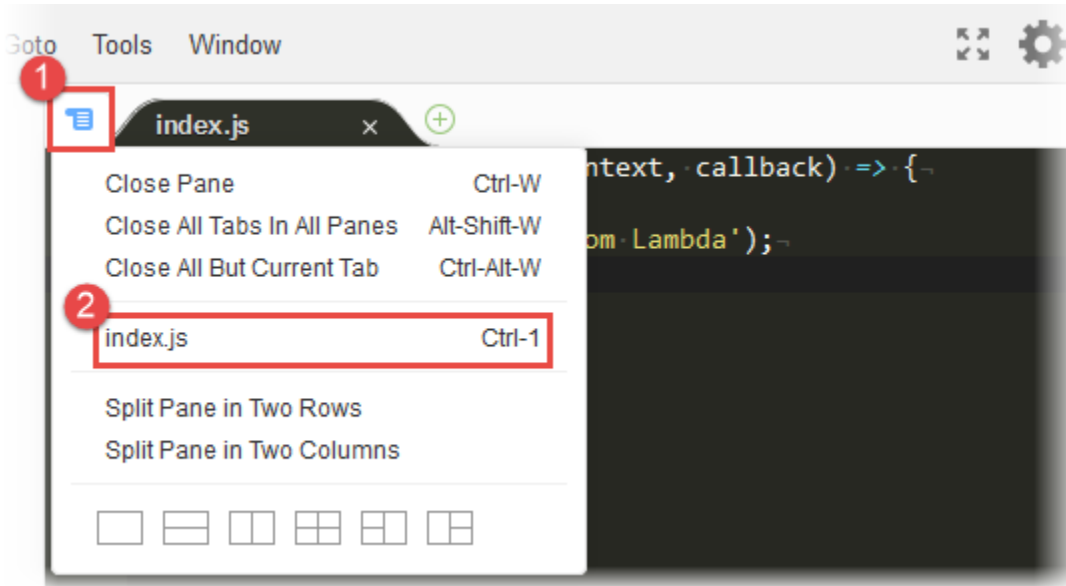 Goto Tools Window
1
index.js ×
ntext, callback) => {
Close Pane Ctrl-W
Close All Tabs In All Panes Alt-Shift-W
om Lambda');
Close All But Current Tab Ctrl-Alt-W
2
index.js Ctrl-1
Split Pane in Two Rows
Split Pane in Two Columns